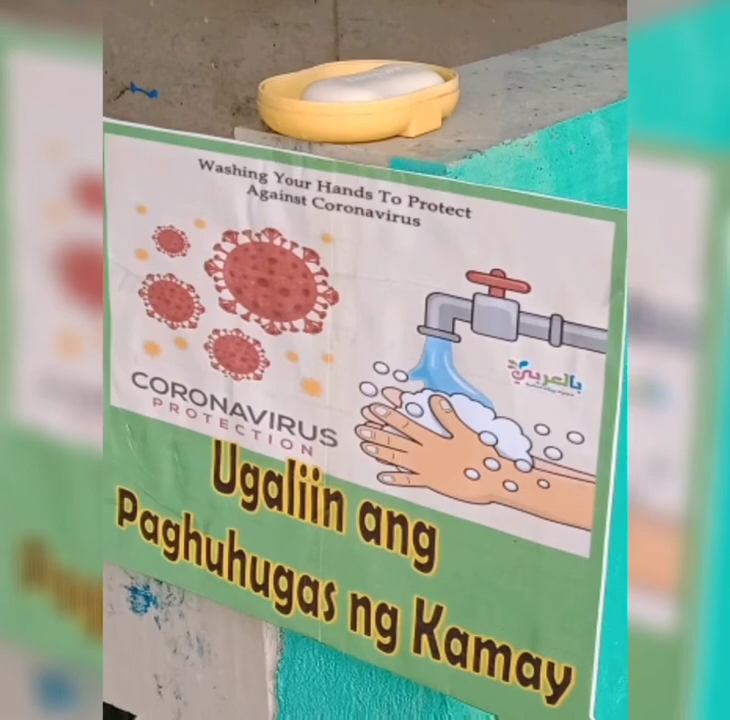 Washing Your Hands To Protect
Against Coronavirus
بالعربي
CORONAVIRUS
PROTECTION
Ugaliin ang
Paghuhugas ng Kamay